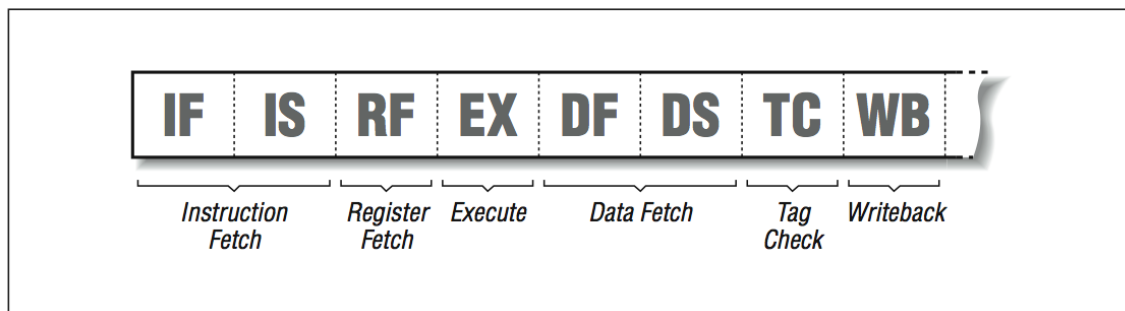 IF IS RF EX DF DS TC WB
Instruction Register Execute Data Fetch Tag Writeback
Fetch Fetch Check